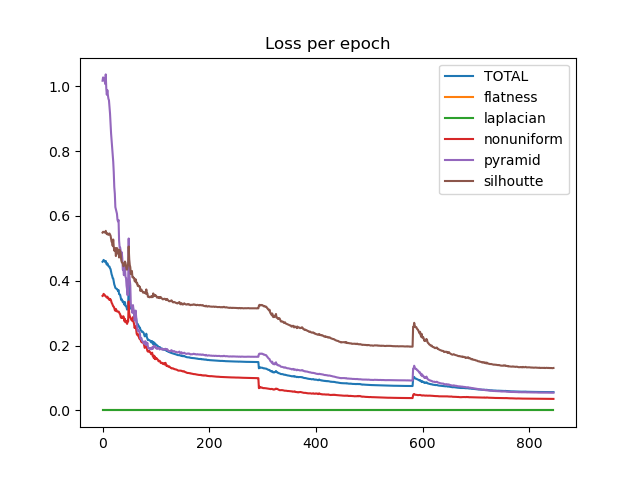 Loss per epoch
TOTAL
flatness
laplacian
nonuniform
pyramid
silhoutte
1.0
0.8
0.6
0.4
0.2
0.0
0
200
400
600
800